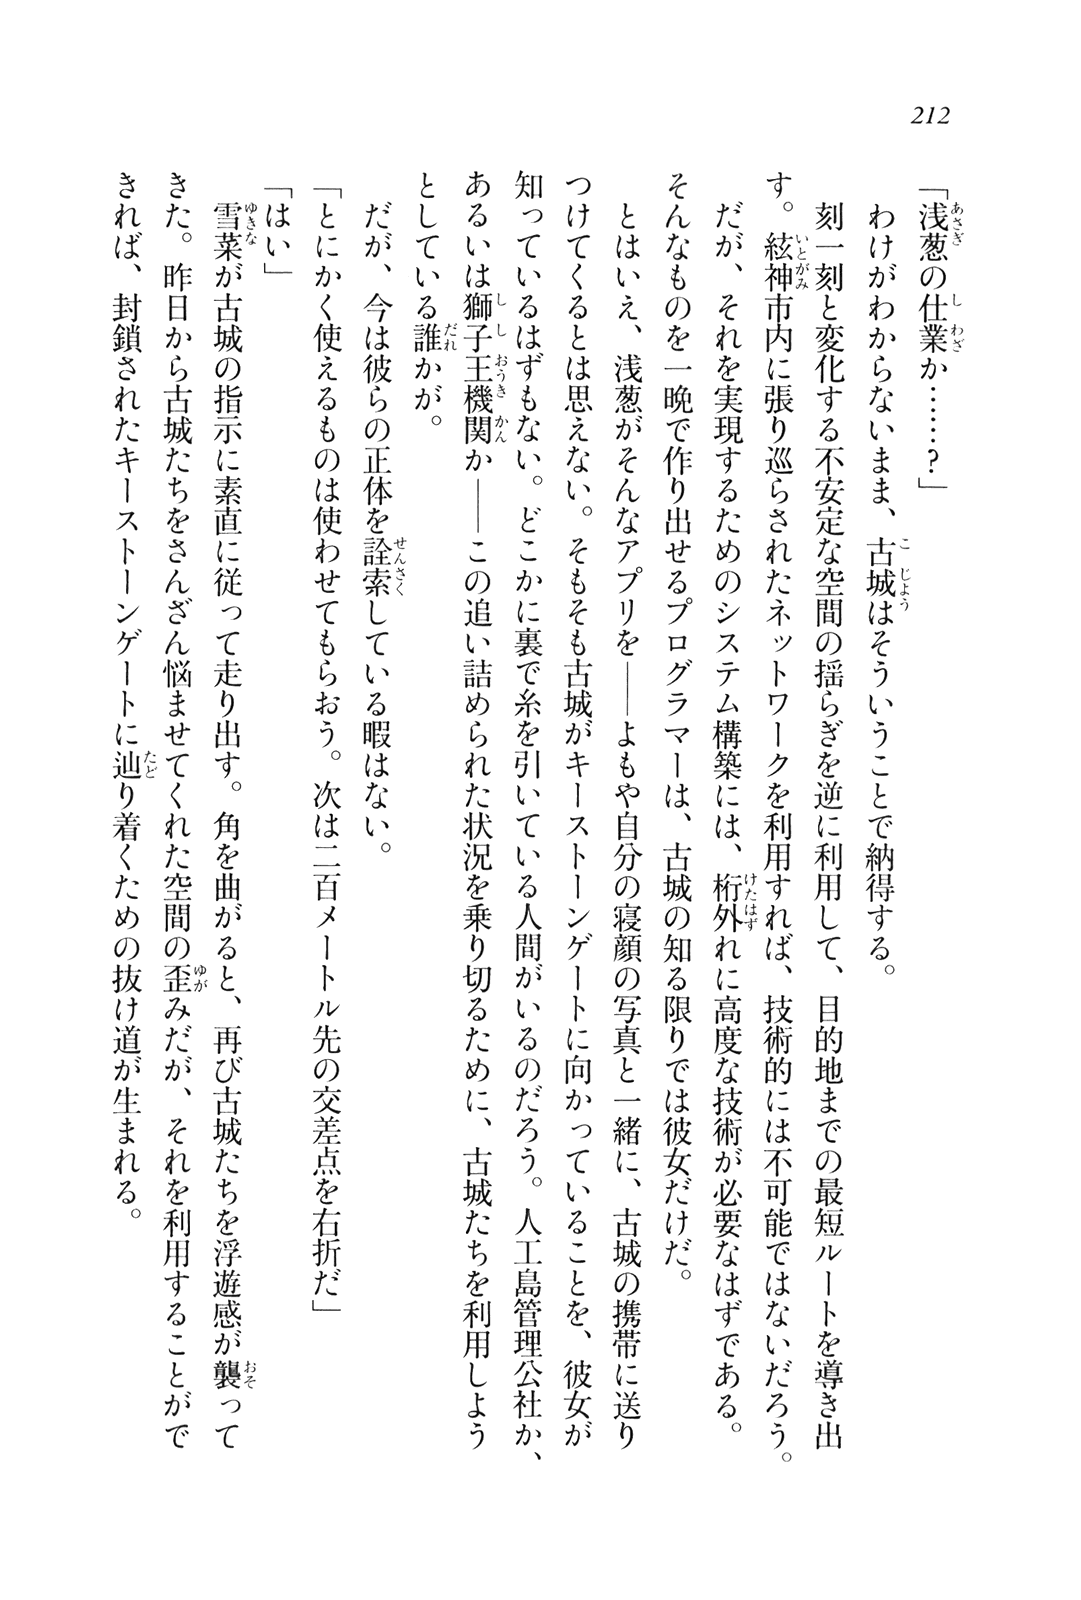 212
「浅葱の仕業か……？」
　わけがわからないまま、古城はそういうことで納得する。
　刻一刻と変化する不安定な空間の揺らぎを逆に利用して、目的地までの最短ルートを導き出
す。絃神市内に張り巡らされたネットワークを利用すれば、技術的には不可能ではないだろう。
　だが、それを実現するためのシステム構築には、桁外れに高度な技術が必要なはずである。
そんなものを一晩で作り出せるプログラマーは、古城の知る限りでは彼女だけだ。
　とはいえ、浅葱がそんなアプリを――よもや自分の寝顔の写真と一緒に、古城の携帯に送り
つけてくるとは思えない。そもそも古城がキーストーンゲートに向かっていることを、彼女が
知っているはずもない。どこかに裏で糸を引いている人間がいるのだろう。人工島管理公社か、
あるいは獅子王機関か――この追い詰められた状況を乗り切るために、古城たちを利用しよう
としている誰かが。
　だが、今は彼らの正体を詮索している暇はない。
「とにかく使えるものは使わせてもらおう。次は二百メートル先の交差点を右折だ」
「はい」
　雪菜が古城の指示に素直に従って走り出す。角を曲がると、再び古城たちを浮遊感が襲って
きた。昨日から古城たちをさんざん悩ませてくれた空間の歪みだが、それを利用することがで
きれば、封鎖されたキーストーンゲートに辿り着くための抜け道が生まれる。